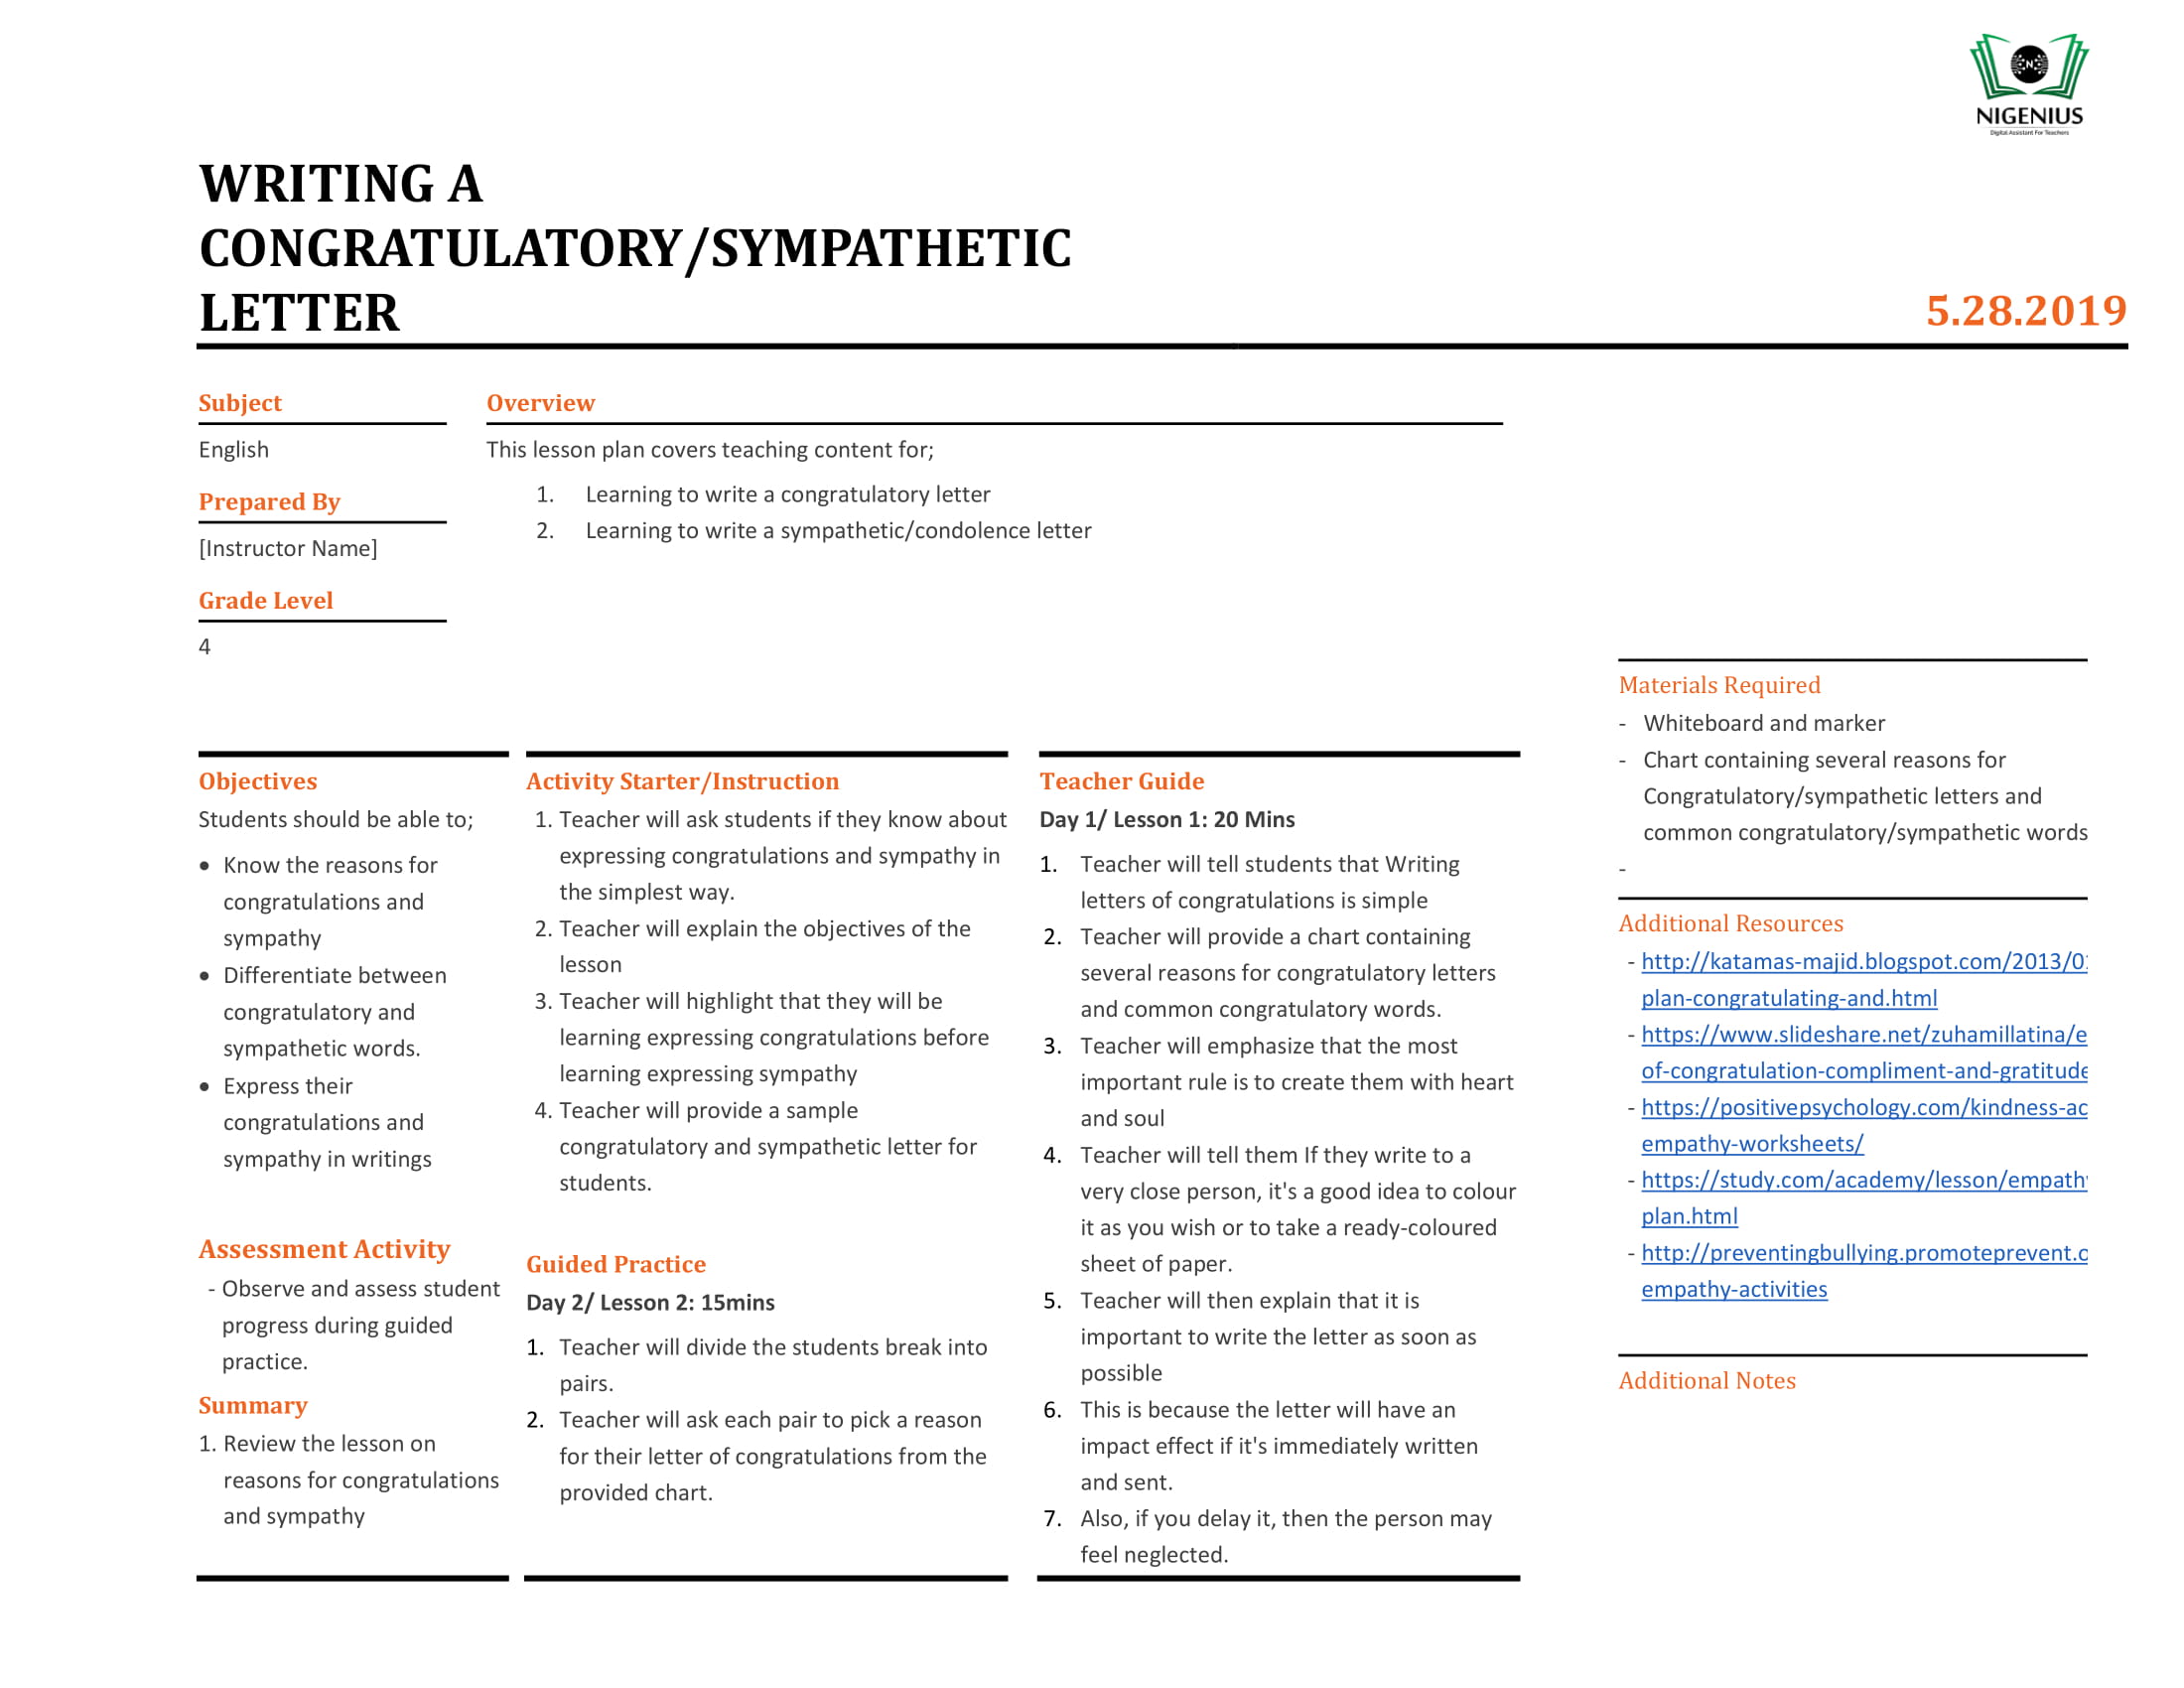 NIGENIUS
Digital Assistant For Teachers
WRITING A
CONGRATULATORY/SYMPATHETIC
LETTER
5.28.2019
Subject
English
Prepared By
[Instructor Name]
Grade Level
4
Overview
This lesson plan covers teaching content for;
1. Learning to write a congratulatory letter
2. Learning to write a sympathetic/condolence letter
Objectives
Students should be able to;
• Know the reasons for
congratulations and
sympathy
• Differentiate between
congratulatory and
sympathetic words.
• Express their
congratulations and
sympathy in writings
Assessment Activity
- Observe and assess student
progress during guided
practice.
Summary
1. Review the lesson on
reasons for congratulations
and sympathy
Activity Starter/Instruction
1. Teacher will ask students if they know about
expressing congratulations and sympathy in
the simplest way.
2. Teacher will explain the objectives of the
lesson
3. Teacher will highlight that they will be
learning expressing congratulations before
learning expressing sympathy
4. Teacher will provide a sample
congratulatory and sympathetic letter for
students.
Guided Practice
Day 2/ Lesson 2: 15mins
1. Teacher will divide the students break into
pairs.
2. Teacher will ask each pair to pick a reason
for their letter of congratulations from the
provided chart.
Teacher Guide
Day 1/ Lesson 1: 20 Mins
1. Teacher will tell students that Writing
letters of congratulations is simple
2. Teacher will provide a chart containing
several reasons for congratulatory letters
and common congratulatory words.
3. Teacher will emphasize that the most
important rule is to create them with heart
and soul
4. Teacher will tell them If they write to a
very close person, it's a good idea to colour
it as you wish or to take a ready-coloured
sheet of paper.
5. Teacher will then explain that it is
important to write the letter as soon as
possible
6. This is because the letter will have an
impact effect if it's immediately written
and sent.
7. Also, if you delay it, then the person may
feel neglected.
Materials Required
- Whiteboard and marker
- Chart containing several reasons for
Congratulatory/sympathetic letters and
common congratulatory/sympathetic words
-
Additional Resources
- http://katamas-majid.blogspot.com/2013/0
plan-congratulating-and.html
- https://www.slideshare.net/zuhamillatina/e
of-congratulation-compliment-and-gratitude
- https://positivepsychology.com/kindness-ac
empathy-worksheets/
- https://study.com/academy/lesson/empath
plan.html
- http://preventingbullying.promoteprevent.o
empathy-activities
Additional Notes